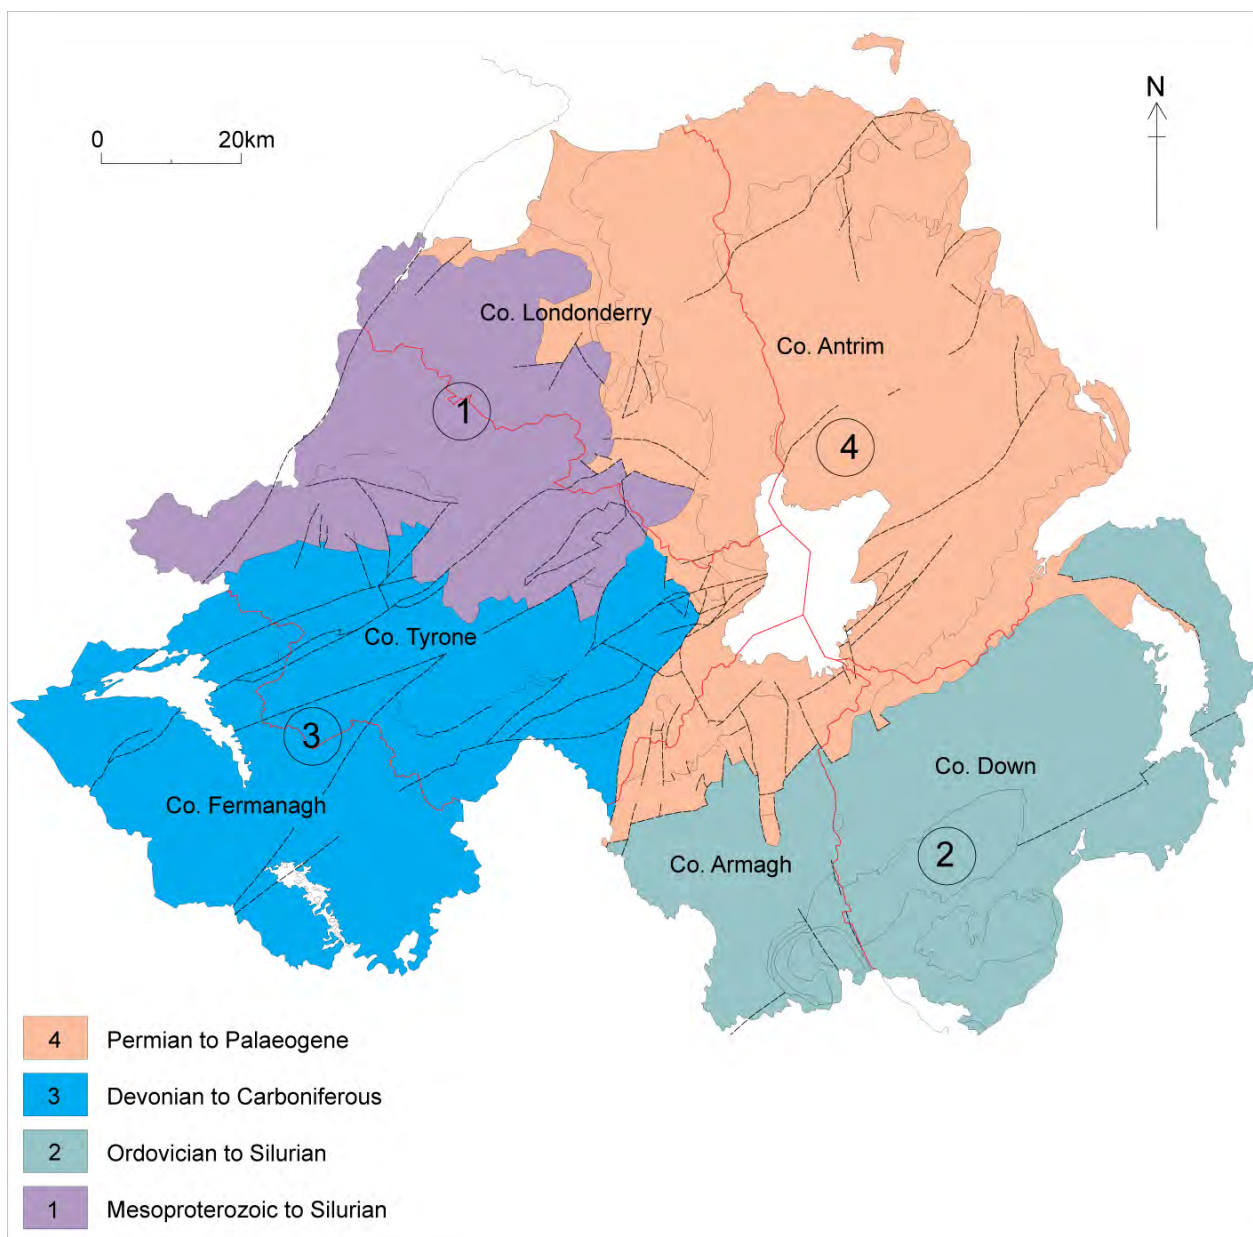 N
0 20km
Co. Londonderry
Co. Antrim
1
4
Co. Tyrone
3
Co. Down
Co. Fermanagh
2
Co. Armagh
4 Permian to Palaeogene
3 Devonian to Carboniferous
2 Ordovician to Silurian
1 Mesoproterozoic to Silurian